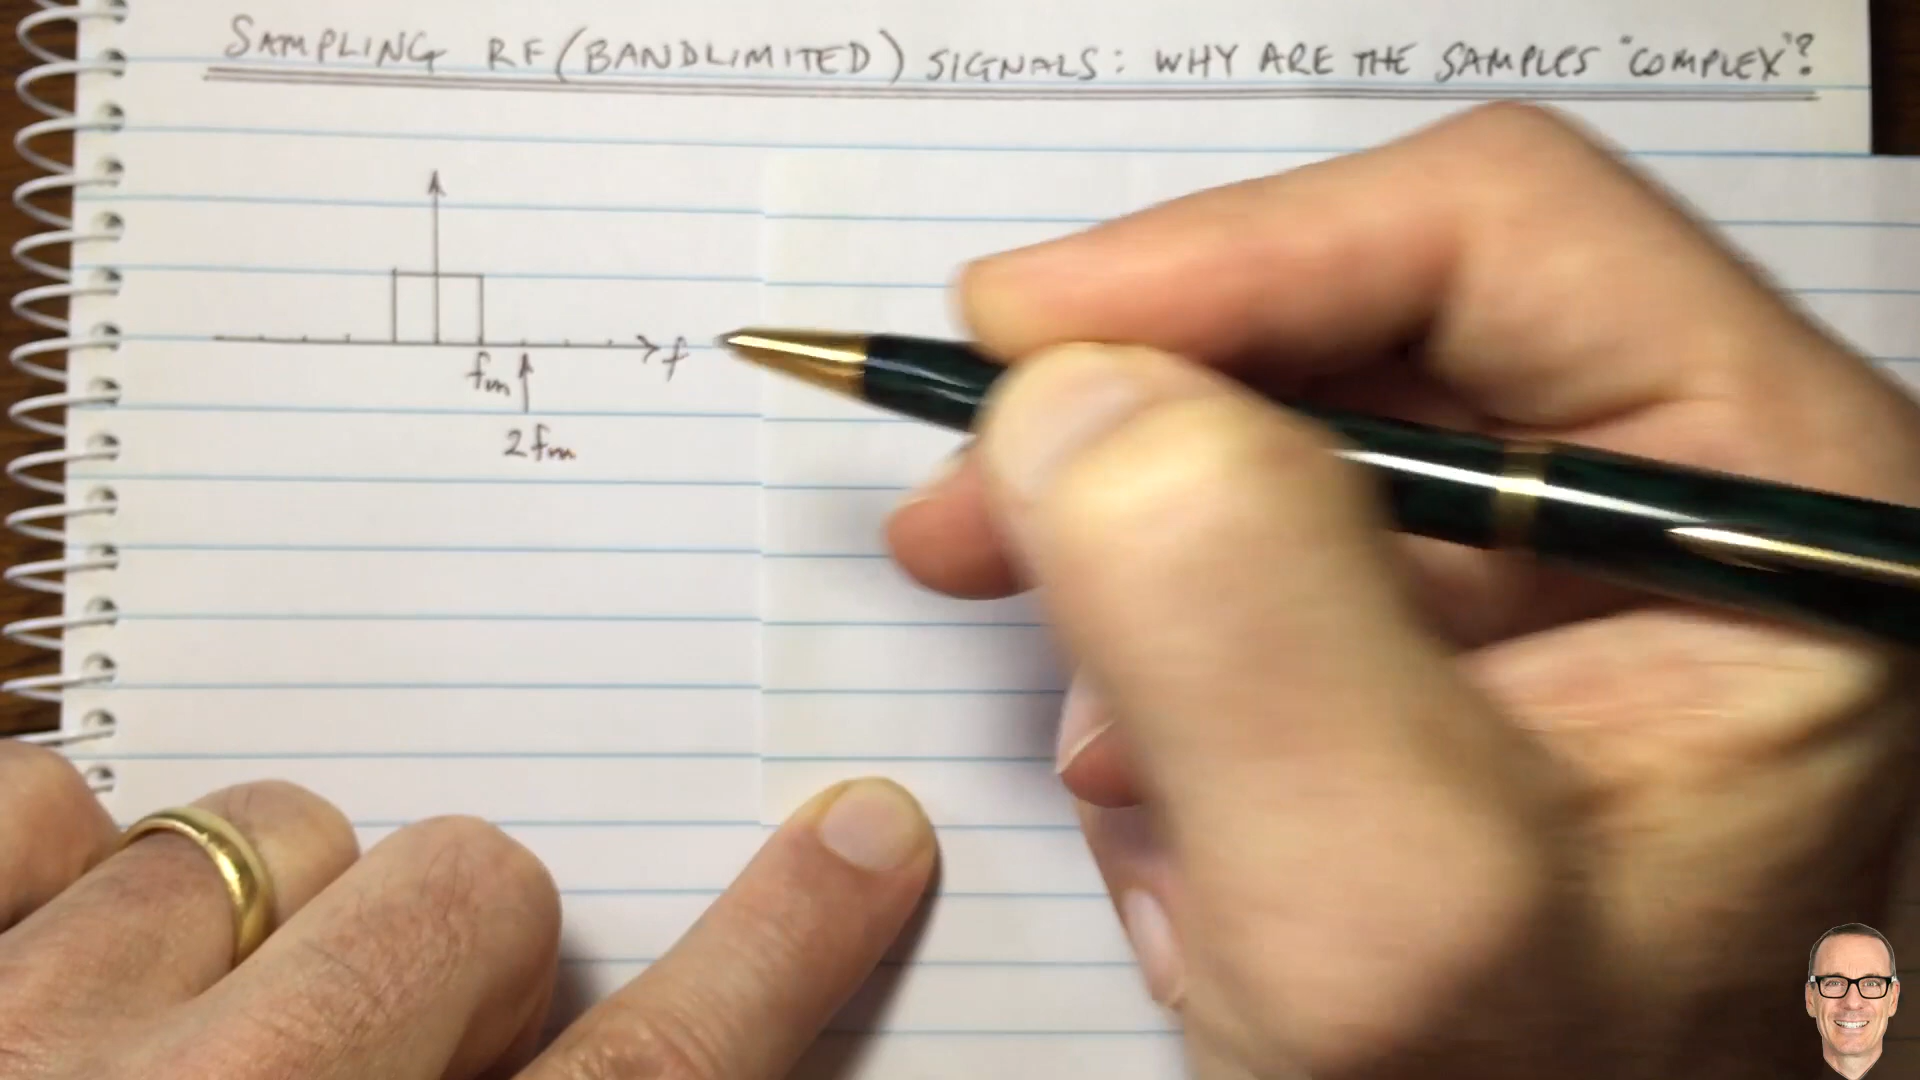 SAMPLING RF (BANDLIMITED) SIGNALS: WHY ARE THE SAMPLES "COMPLEX"?
f
fm
2fm